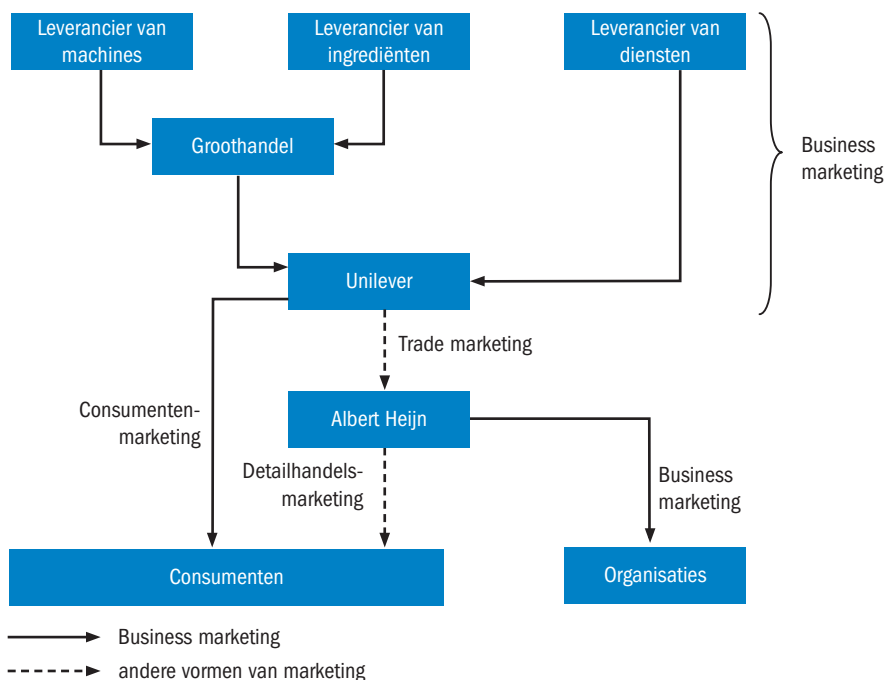 Leverancier van
machines
Leverancier van
ingrediënten
Leverancier van
diensten
Groothandel
Business
marketing
Unilever
Trade marketing
Consumenten-
marketing
Albert Heijn
Detailhandels-
marketing
Business
marketing
Consumenten
Organisaties
Business marketing
andere vormen van marketing